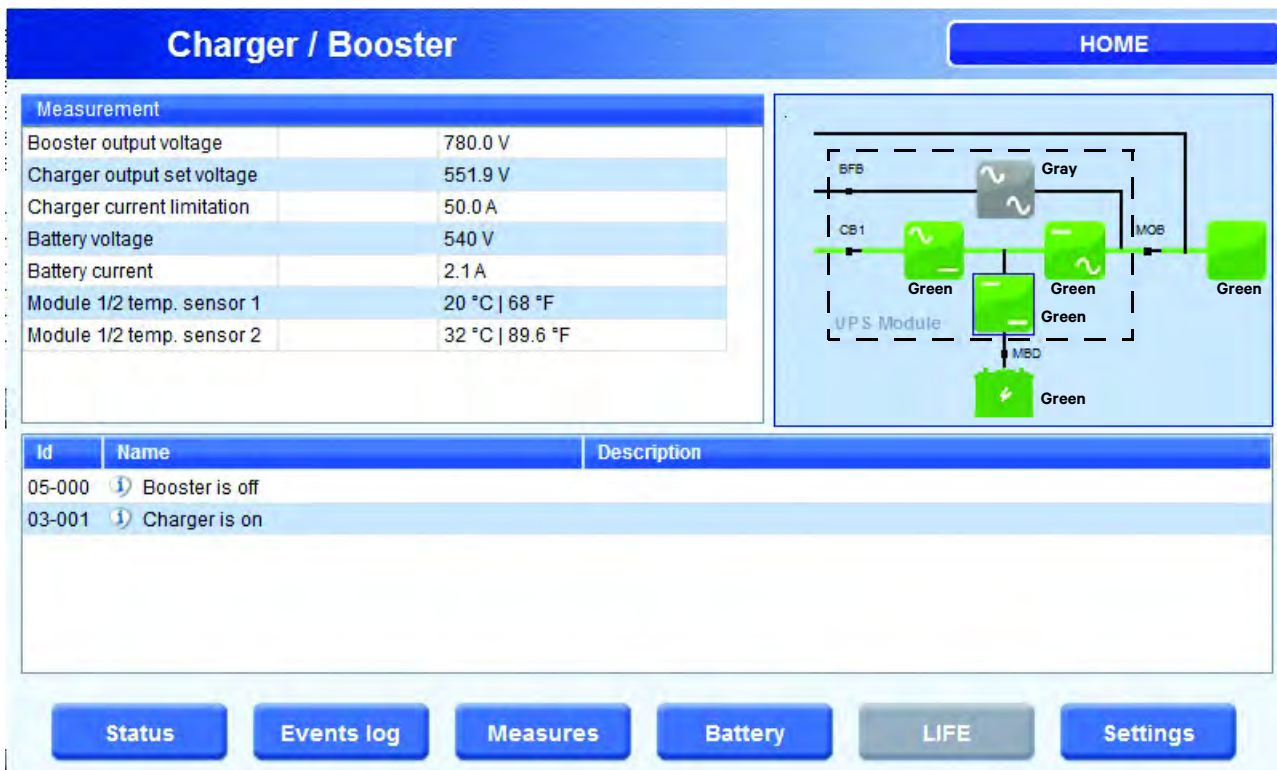 Charger / Booster
HOME
Measurement
Booster output voltage 780.0 V
Charger output set voltage 551.9 V
Charger current limitation 50.0 A
Battery voltage 540 V
Battery current 2.1 A
Module 1/2 temp. sensor 1 20 °C | 68 °F
Module 1/2 temp. sensor 2 32 °C | 89.6 °F
BFB
Gray
CB1
MOB
Green
Green
Green
Green
UPS Module
MBD
Green
Id Name Description
05-000 Booster is off
03-001 Charger is on
Status Events log Measures Battery LIFE Settings